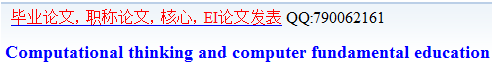 毕业论文, 职称论文, 核心, EI论文发表 QQ:790062161
Computational thinking and computer fundamental education